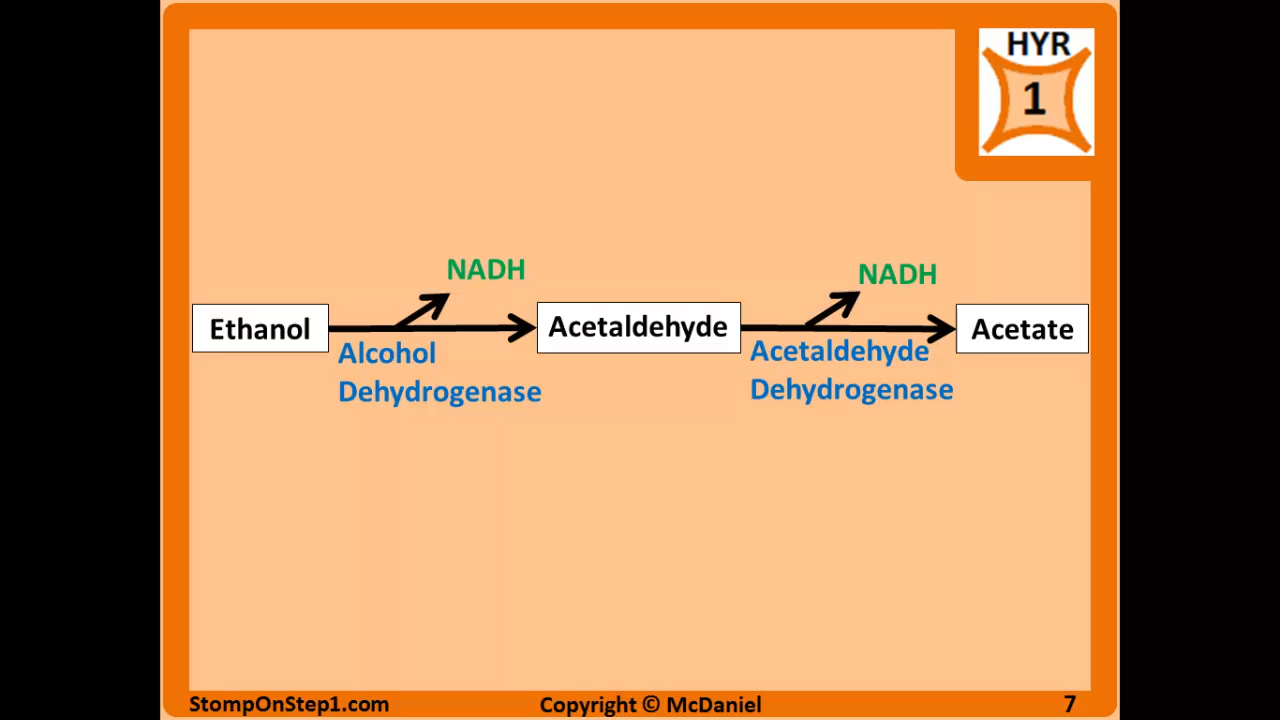 HYR
1
NADH
NADH
Ethanol
Acetaldehyde
Acetate
Alcohol
Dehydrogenase
Acetaldehyde
Dehydrogenase
StompOnStep1.com
Copyright © McDaniel
7